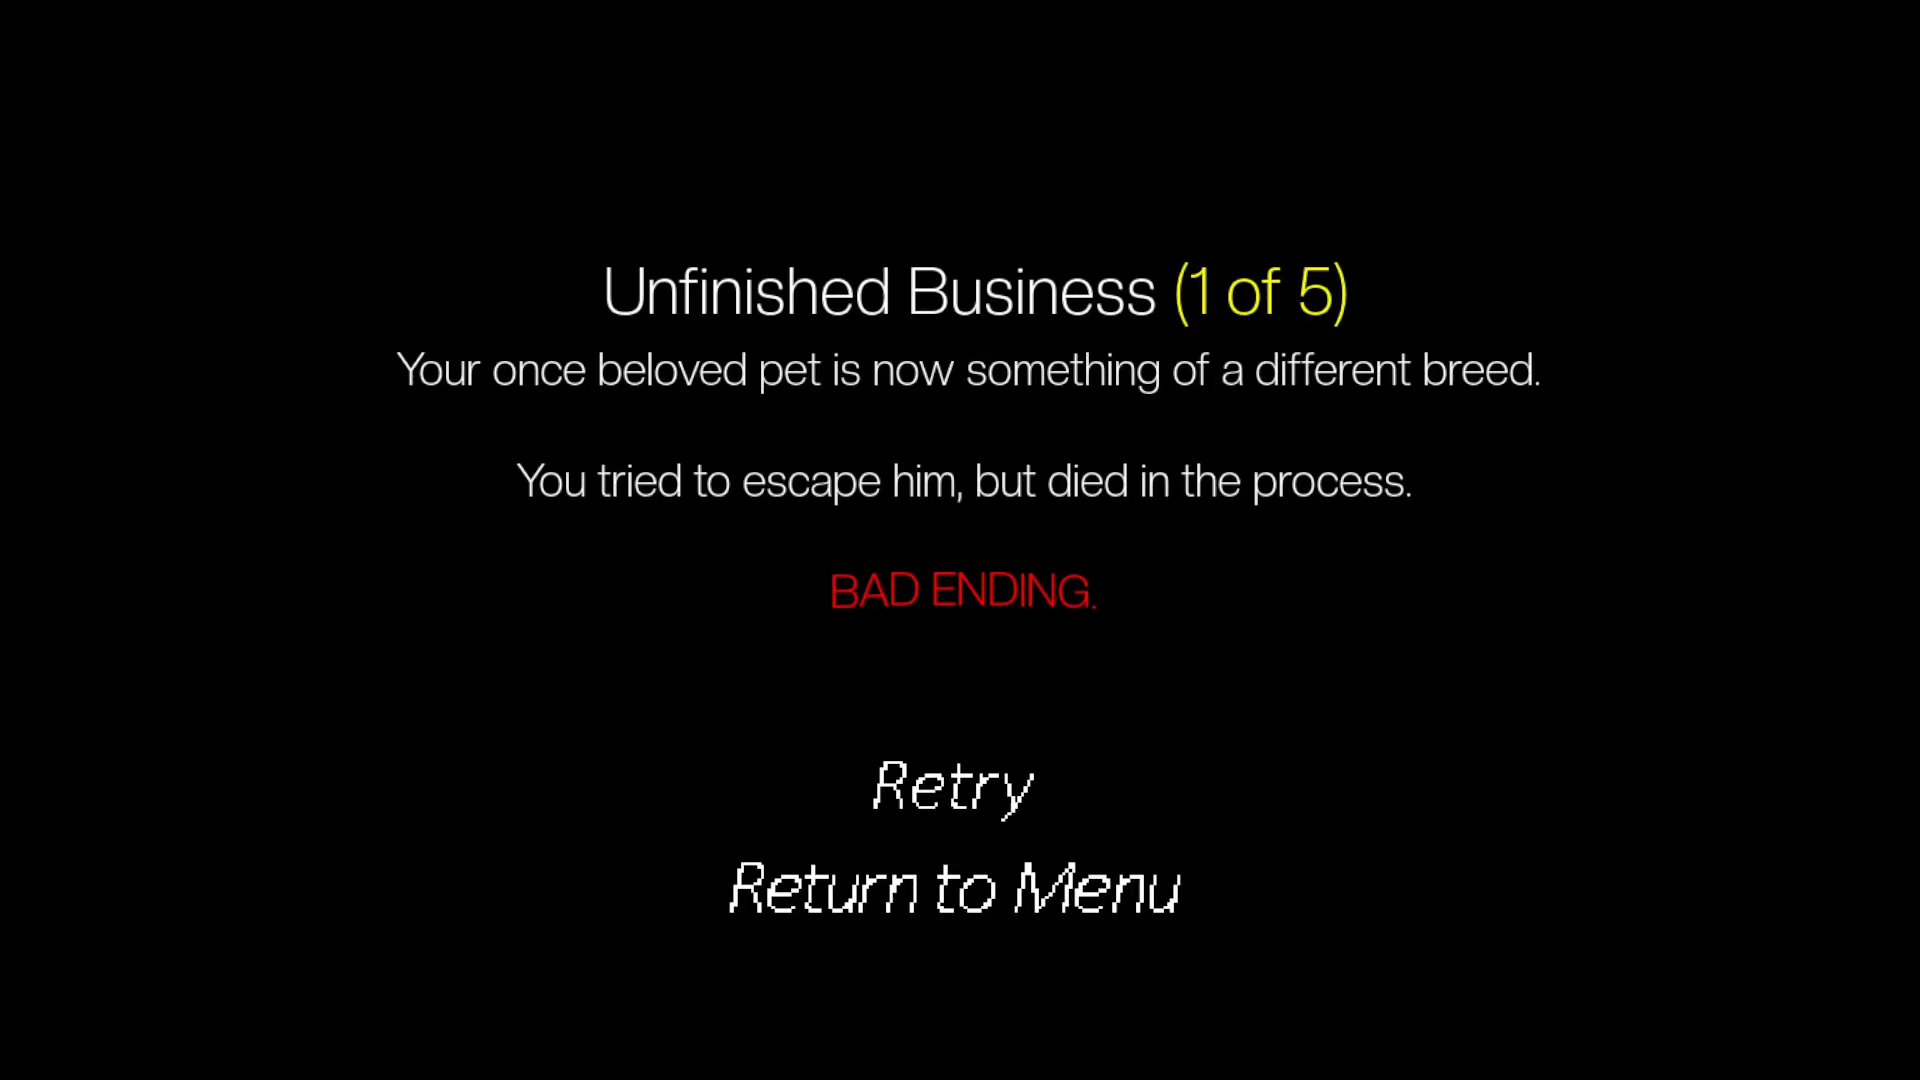 Unfinished Business (1 of 5)
Your once beloved pet is now something of a different breed.
You tried to escape him, but died in the process.
BAD ENDING.
Retry
Return to Menu